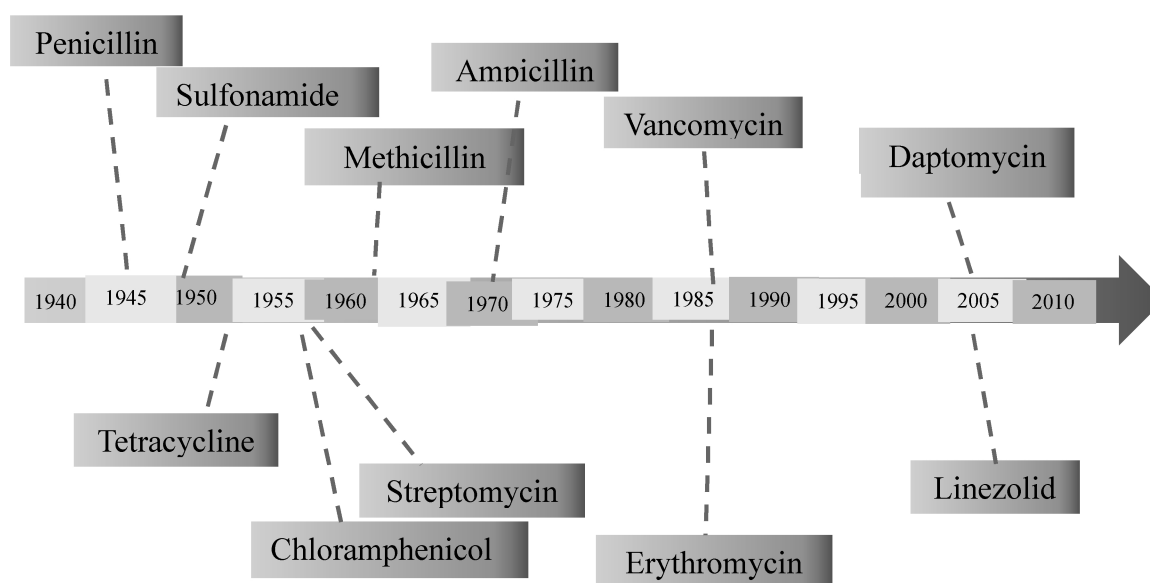 Penicillin
Sulfonamide
Ampicillin
Methicillin
Vancomycin
Daptomycin
1940 1945 1950 1955 1960 1965 1970 1975 1980 1985 1990 1995 2000 2005 2010
Tetracycline
Streptomycin
Chloramphenicol
Linezolid
Erythromycin